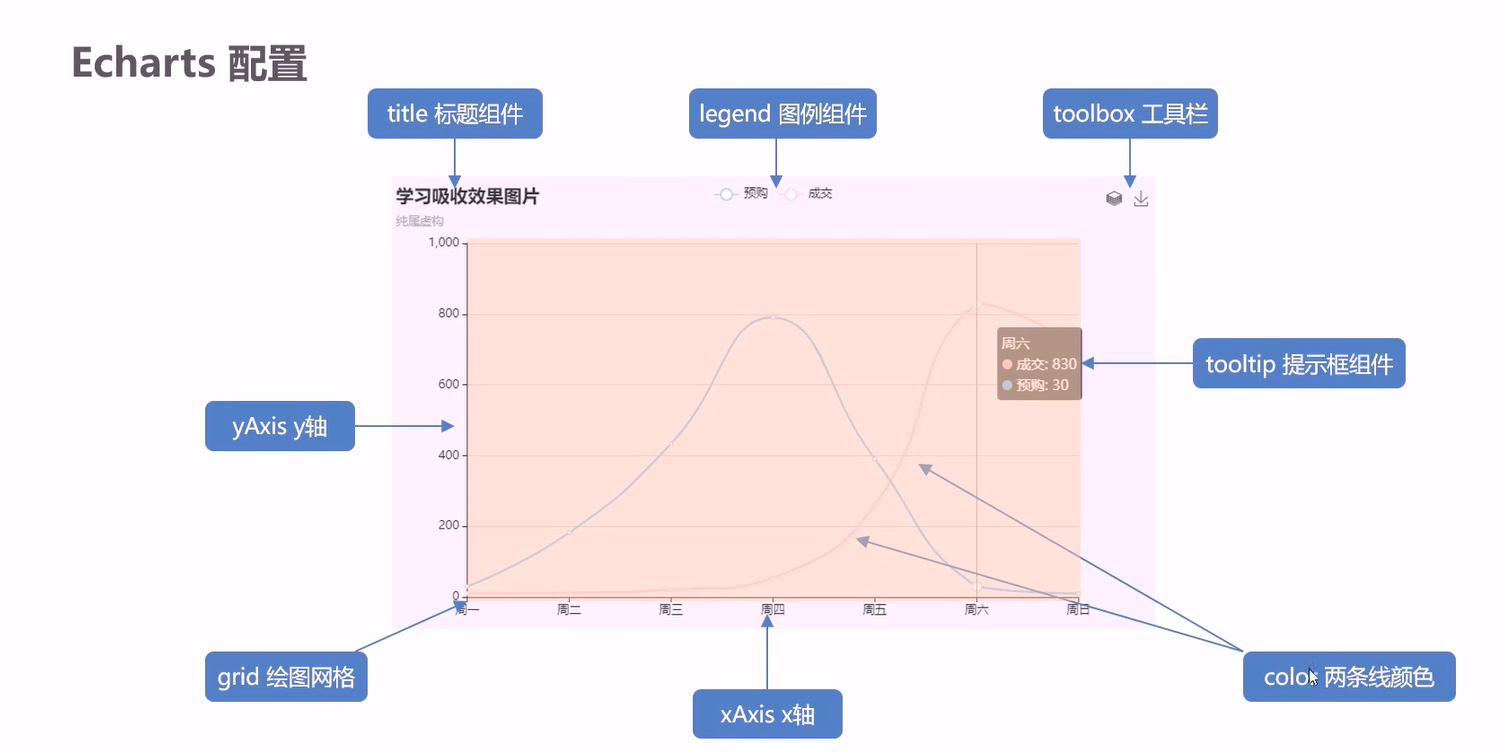 Echarts 配置
title 标题组件
legend 图例组件
toolbox 工具栏
学习吸收效果图片
预购
成交
纯属虚构
1,000
800
周六
成交: 830
预购: 30
tooltip 提示框组件
600
yAxis y轴
400
200
0
周一
周二
周三
周四
周五
周六
周日
grid 绘图网格
color 两条线颜色
xAxis x轴